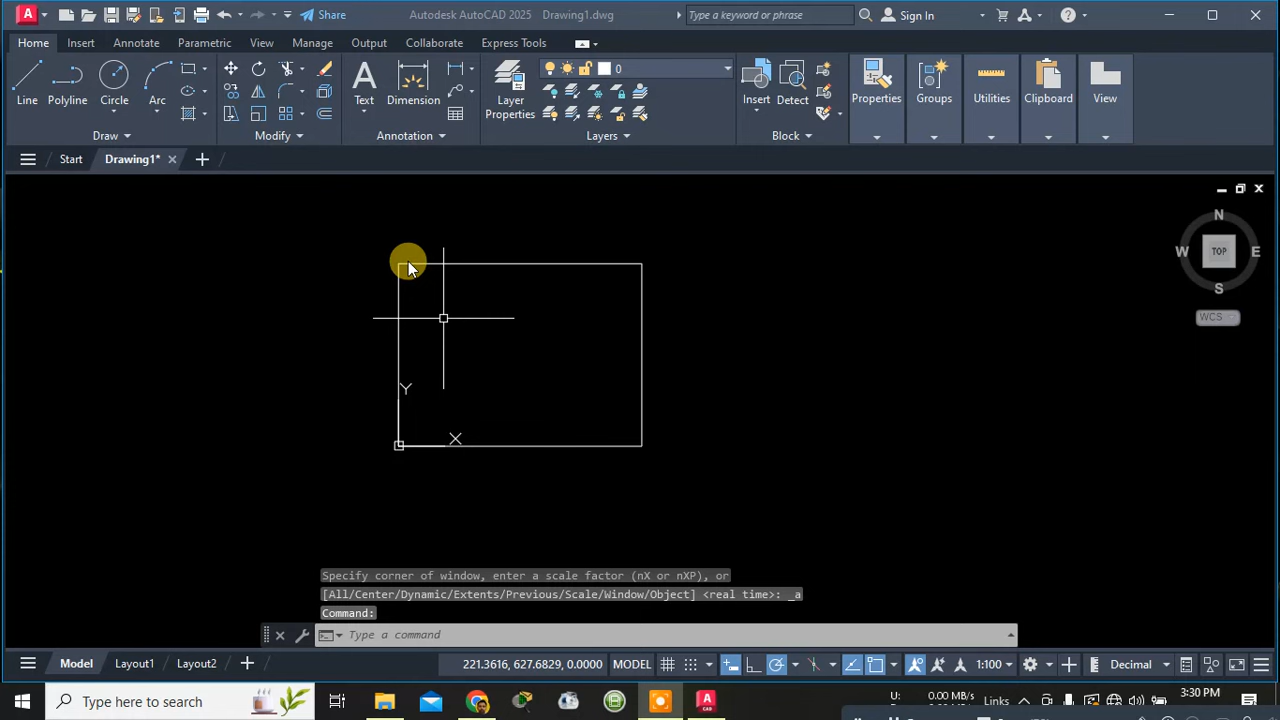 Share
Autodesk AutoCAD 2025 Drawing1.dwg
Type a keyword or phrase
Sign In
Home Insert Annotate Parametric View Manage Output Collaborate Express Tools
0
Line Polyline Circle Arc
Text Dimension
Layer
Properties
Insert Detect
Properties Groups Utilities Clipboard View
Draw Modify Annotation Layers Block
Start Drawing1*
N
W TOP E
S
WCS
Y
X
Specify corner of window, enter a scale factor (nX or nXP), or
[All/Center/Dynamic/Extents/Previous/Scale/Window/Object] <real time>: _a
Command:
Type a command
Model Layout1 Layout2
221.3616, 627.6829, 0.0000 MODEL
1:100
Decimal
Type here to search
U: 0.00 MB/s
Links
3:30 PM